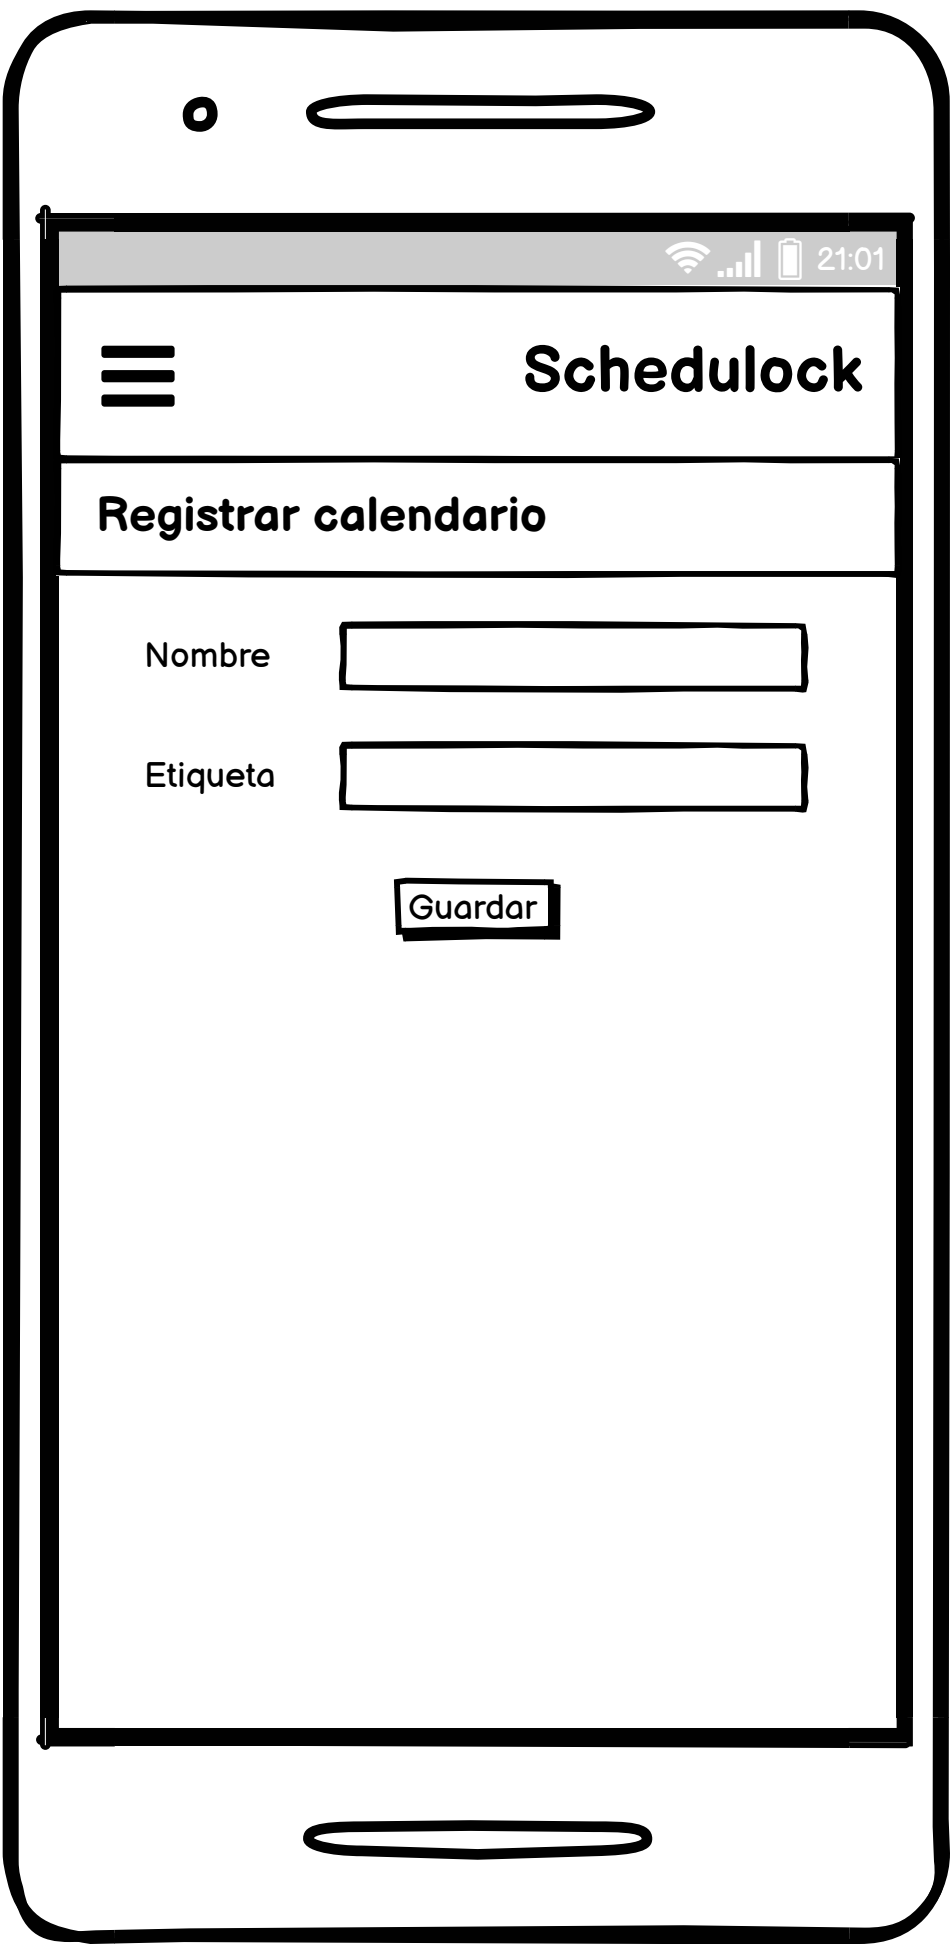 21:01
Schedulock
Registrar calendario
Nombre
Etiqueta
Guardar